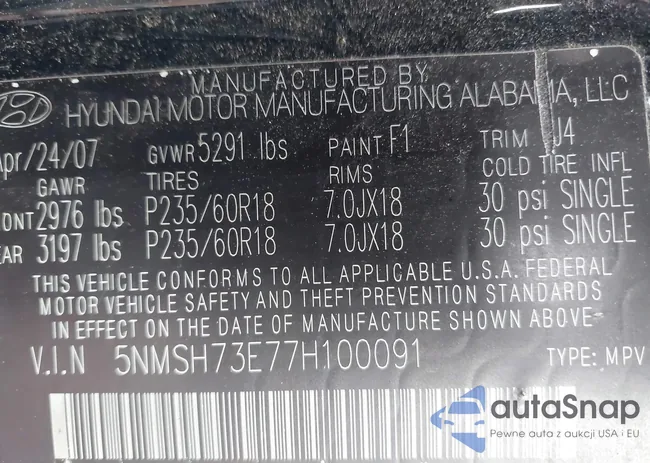 MANUFACTURED BY
HYUNDAI MOTOR MANUFACTURING ALABAMA, LLC
Apr/24/07 GVWR 5291 lbs PAINT F1 TRIM J4
GAWR TIRES RIMS COLD TIRE INFL
ONT 2976 lbs P235/60R18 7.0JX18 30 psi SINGLE
EAR 3197 lbs P235/60R18 7.0JX18 30 psi SINGLE
THIS VEHICLE CONFORMS TO ALL APPLICABLE U.S.A. FEDERAL
MOTOR VEHICLE SAFETY AND THEFT PREVENTION STANDARDS
IN EFFECT ON THE DATE OF MANUFACTURE SHOWN ABOVE.
V.I.N 5NMSH73E77H100091 TYPE: MPV
autaSnap
Pewne auta z aukcji USA i EU